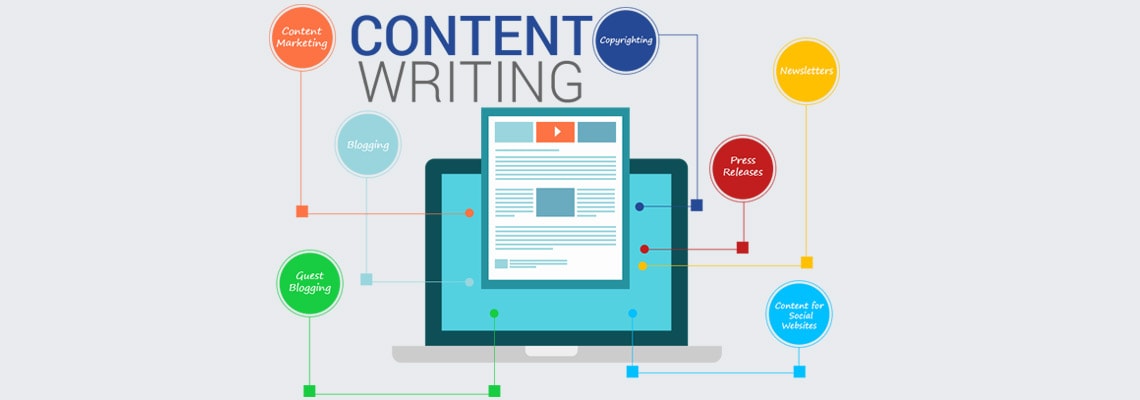 CONTENT
WRITING
Content
Marketing
Copyrighting
Newsletters
Blogging
Press
Releases
Guest
Blogging
Content for
Social
Websites